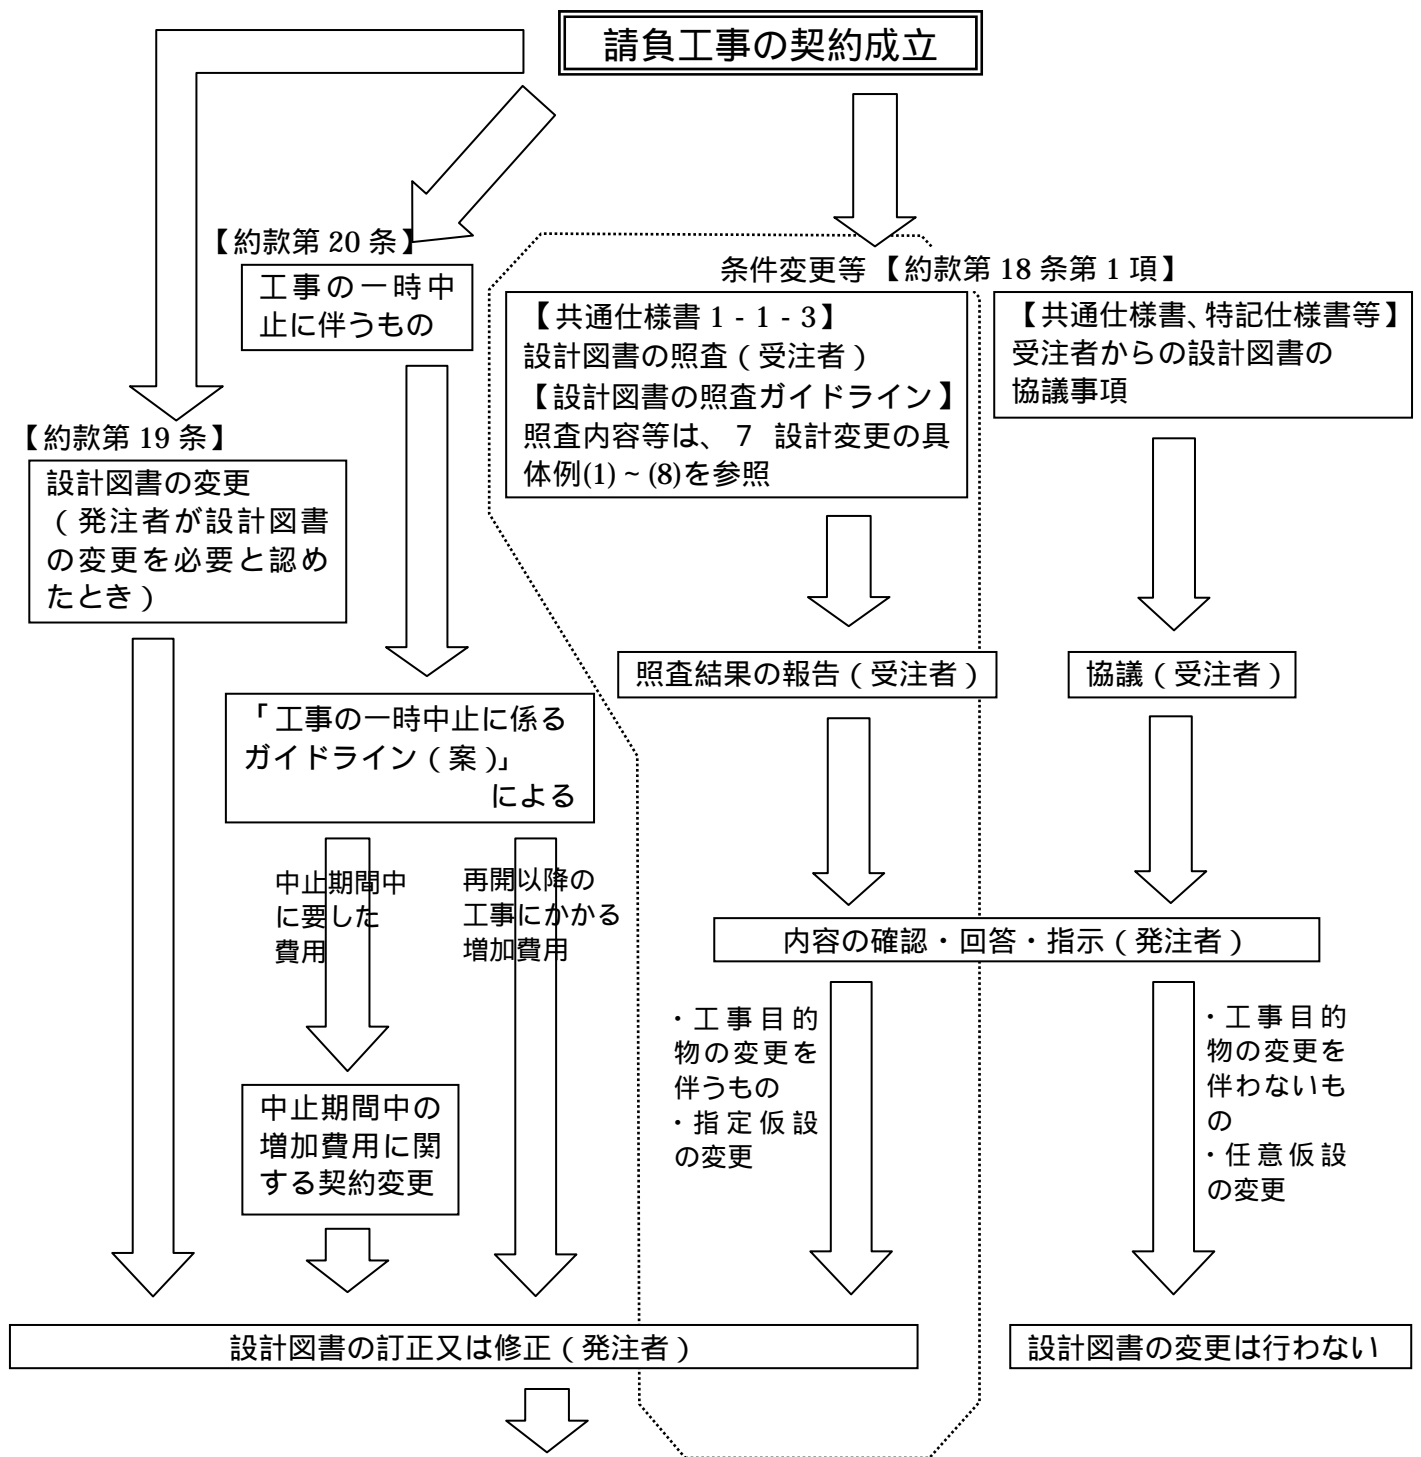 請負工事の契約成立
【約款第 20 条】
工事の一時中
止に伴うもの
条件変更等【約款第 18 条第 1 項】
【共通仕様書 1 - 1 - 3】
設計図書の照査（受注者）
【設計図書の照査ガイドライン】
照査内容等は、７ 設計変更の具
体例(1) ~ (8)を参照
【共通仕様書、特記仕様書等】
受注者からの設計図書の
協議事項
【約款第 19 条】
設計図書の変更
（発注者が設計図書
の変更を必要と認め
たとき）
照査結果の報告（受注者）
協議（受注者）
「工事の一時中止に係る
ガイドライン（案）」
による
中止期間中
に要した
費用
再開以降の
工事にかかる
増加費用
内容の確認・回答・指示（発注者）
・工事目的
物の変更を
伴うもの
・指定仮設
の変更
・工事目的
物の変更を
伴わないも
の
・任意仮設
の変更
中止期間中の
増加費用に関
する契約変更
設計図書の訂正又は修正（発注者）
設計図書の変更は行わない